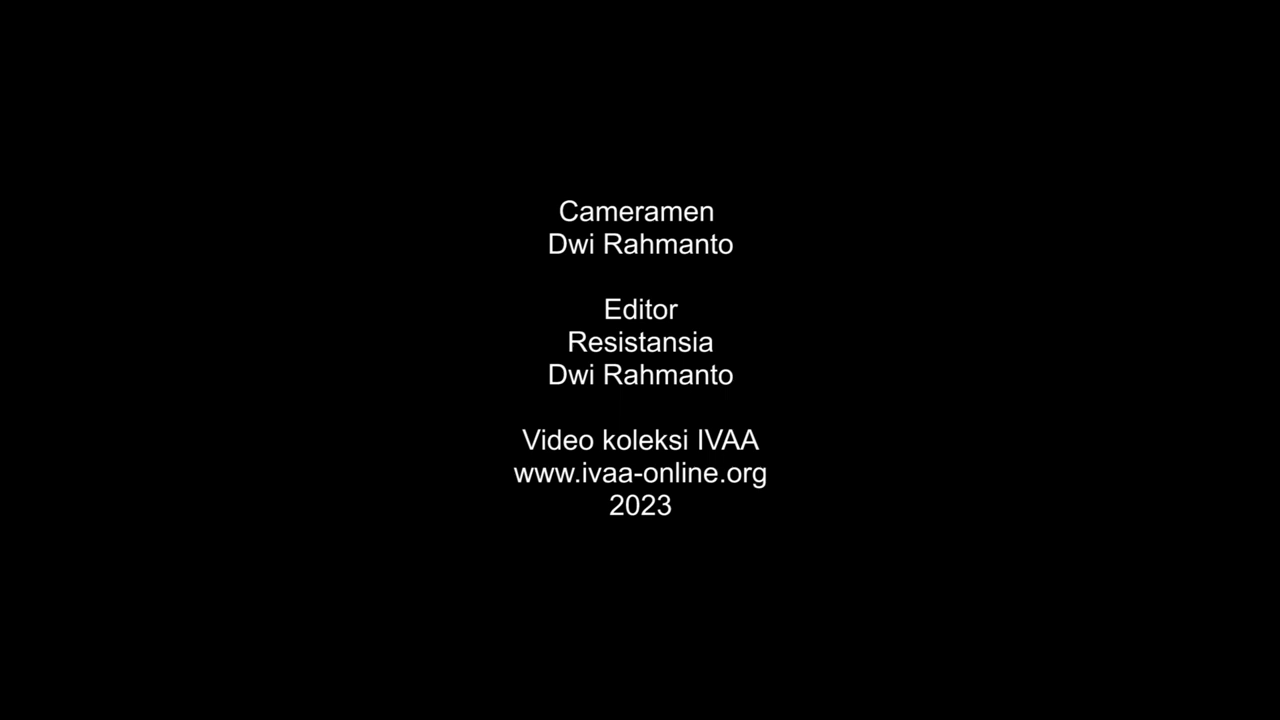 Cameramen
Dwi Rahmanto
Editor
Resistansia
Dwi Rahmanto
Video koleksi IVAA
www.ivaa-online.org
2023